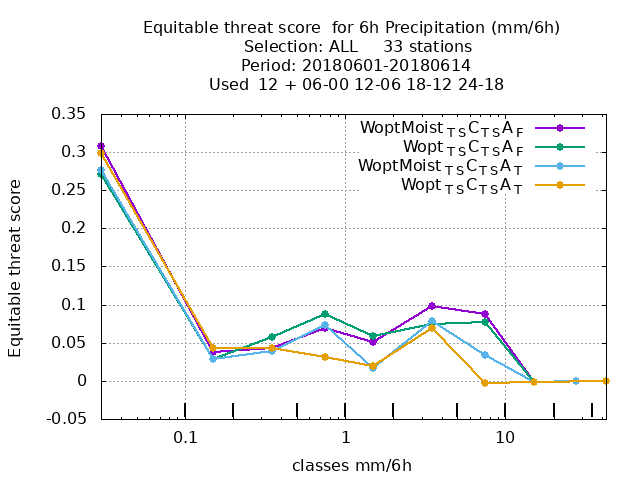 Equitable threat score  for 6h Precipitation (mm/6h)
Selection: ALL     33 stations
Period: 20180601-20180614
Used  12 + 06-00 12-06 18-12 24-18
WoptMoist TS C TS A F
Wopt TS C TS A F
WoptMoist TS C TS A T
Wopt TS C TS A T
Equitable threat score
0.35
0.3
0.25
0.2
0.15
0.1
0.05
0
-0.05
0.1 1 10
classes mm/6h